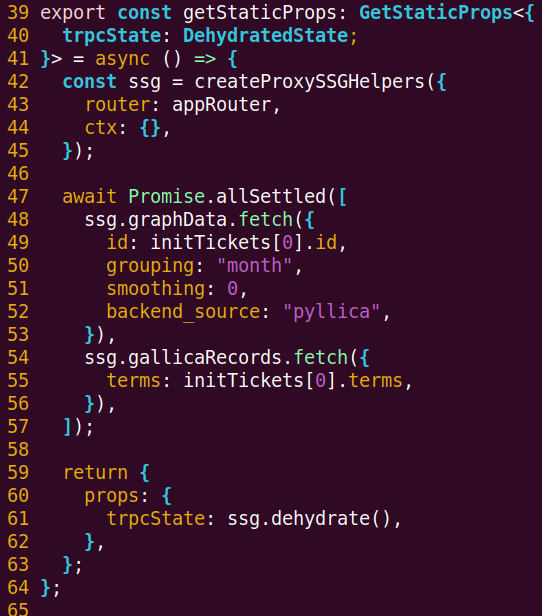 39 export const getStaticProps: GetStaticProps<{
40   trpcState: DehydratedState;
41 }> = async () => {
42   const ssg = createProxySSGHelpers({
43     router: appRouter,
44     ctx: {},
45   });
46
47   await Promise.allSettled([
48     ssg.graphData.fetch({
49       id: initTickets[0].id,
50       grouping: "month",
51       smoothing: 0,
52       backend_source: "pyllica",
53     }),
54     ssg.gallicaRecords.fetch({
55       terms: initTickets[0].terms,
56     }),
57   ]);
58
59   return {
60     props: {
61       trpcState: ssg.dehydrate(),
62     },
63   };
64 };
65